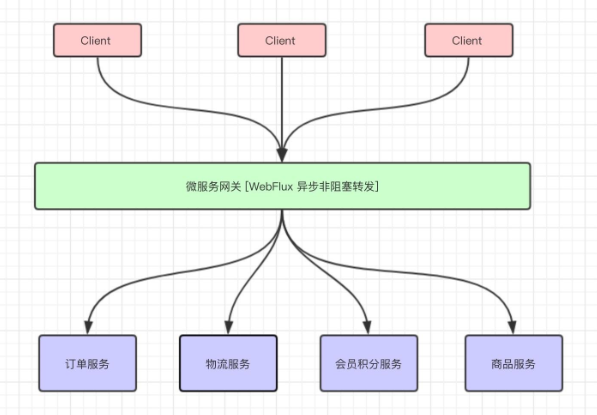 Client
Client
Client
微服务网关 [WebFlux 异步非阻塞转发]
订单服务
物流服务
会员积分服务
商品服务